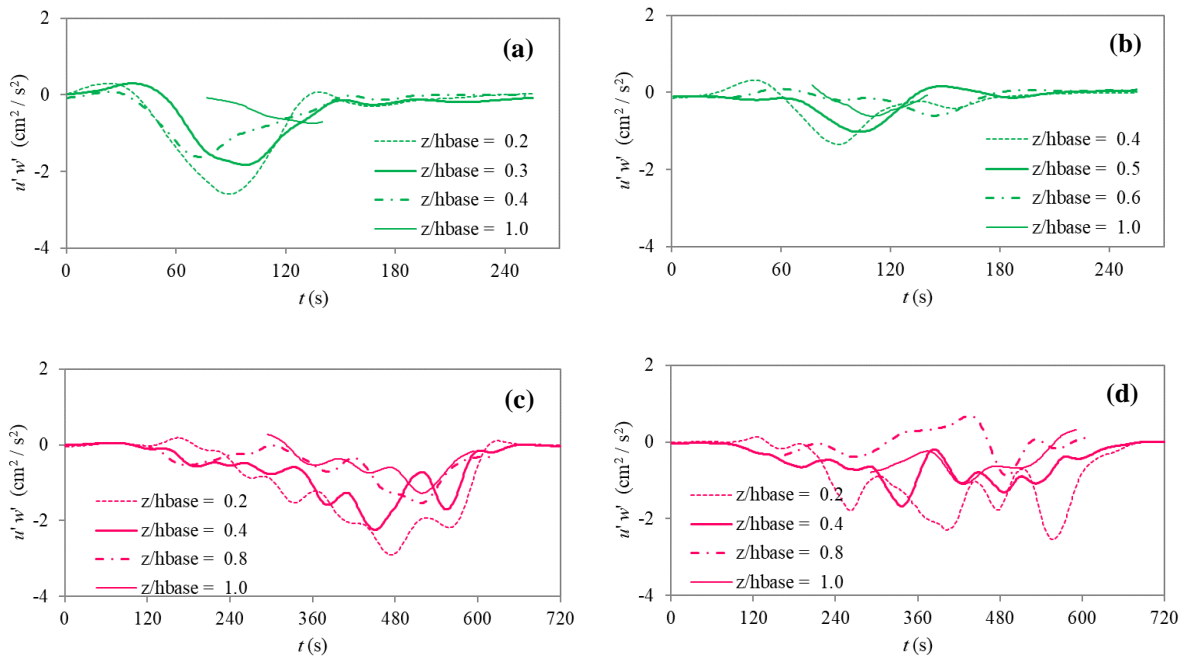 (a)
2
0
-2
-4
u' w' (cm² / s²)
z/hbase = 0.2
z/hbase = 0.3
z/hbase = 0.4
z/hbase = 1.0
0 60 120 180 240
t (s)
(b)
2
0
-2
-4
u' w' (cm² / s²)
z/hbase = 0.4
z/hbase = 0.5
z/hbase = 0.6
z/hbase = 1.0
0 60 120 180 240
t (s)
(c)
2
0
-2
-4
u' w' (cm² / s²)
z/hbase = 0.2
z/hbase = 0.4
z/hbase = 0.8
z/hbase = 1.0
0 120 240 360 480 600 720
t (s)
(d)
2
0
-2
-4
u' w' (cm² / s²)
z/hbase = 0.2
z/hbase = 0.4
z/hbase = 0.8
z/hbase = 1.0
0 120 240 360 480 600 720
t (s)